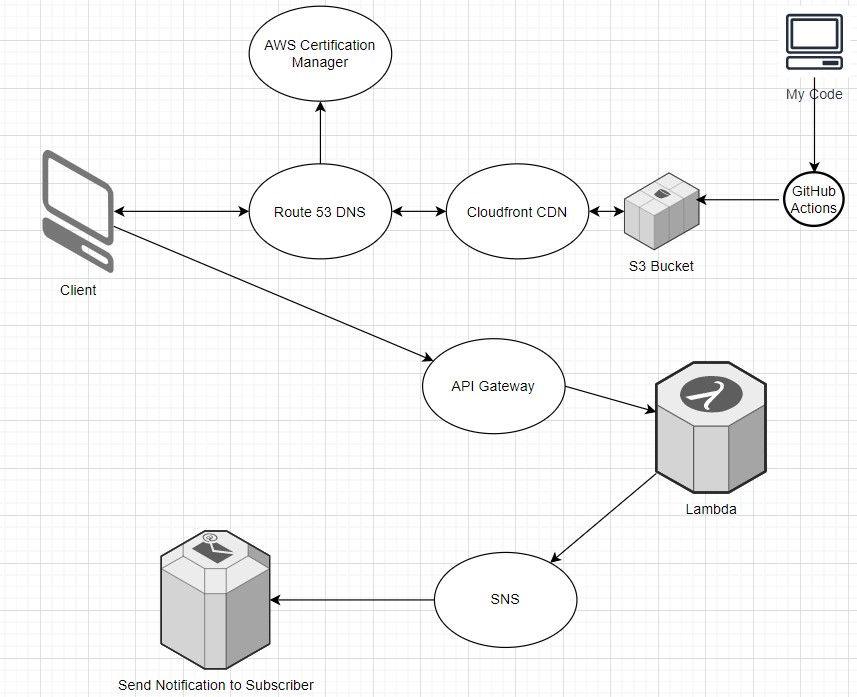 AWS Certification
Manager
My Code
GitHub
Actions
Route 53 DNS
Cloudfront CDN
S3 Bucket
Client
API Gateway
Lambda
SNS
Send Notification to Subscriber